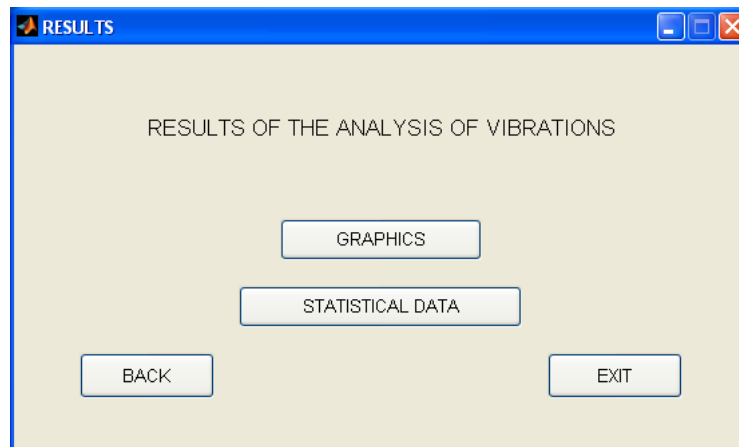 RESULTS
RESULTS OF THE ANALYSIS OF VIBRATIONS
GRAPHICS
STATISTICAL DATA
BACK
EXIT